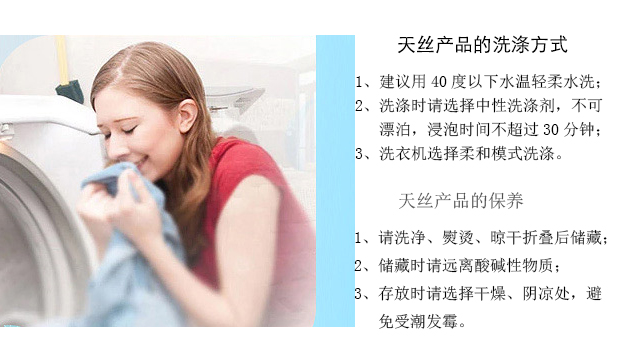 天丝产品的洗涤方式
1、建议用 40 度以下水温轻柔水洗；
2、洗涤时请选择中性洗涤剂，不可
漂泊，浸泡时间不超过 30 分钟；
3、洗衣机选择柔和模式洗涤。
天丝产品的保养
1、请洗净、熨烫、晾干折叠后储藏；
2、储藏时请远离酸碱性物质；
3、存放时请选择干燥、阴凉处，避
免受潮发霉。